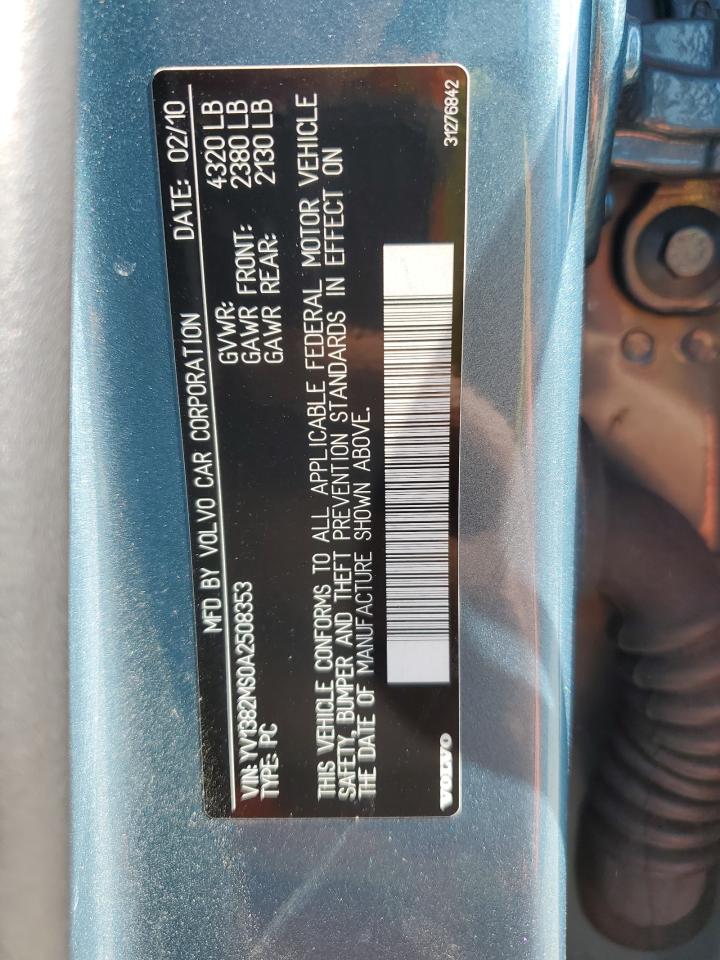 MFD BY VOLVO CAR CORPORATION DATE: 02/10
GVWR: 4320 LB
GAWR FRONT: 2380 LB
GAWR REAR: 2130 LB
VIN: YV1382MS0A2508353
TYPE: PC
THIS VEHICLE CONFORMS TO ALL APPLICABLE FEDERAL MOTOR VEHICLE
SAFETY, BUMPER AND THEFT PREVENTION STANDARDS IN EFFECT ON
THE DATE OF MANUFACTURE SHOWN ABOVE.
VOLVO
31276842